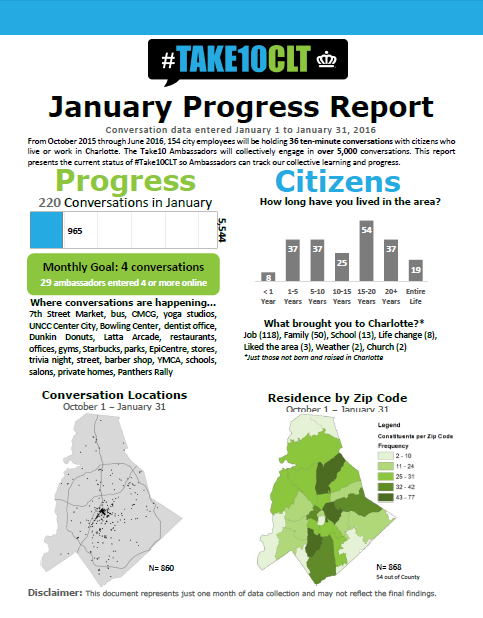 #TAKE10CLT
January Progress Report
Conversation data entered January 1 to January 31, 2016
From October 2015 through June 2016, 154 city employees will be holding 36 ten-minute conversations with citizens who
live or work in Charlotte. The Take10 Ambassadors will collectively engage in over 5,000 conversations. This report
presents the current status of #Take10CLT so Ambassadors can track our collective learning and progress.
Progress
220 Conversations in January
965
5,544
Monthly Goal: 4 conversations
29 ambassadors entered 4 or more online
Where conversations are happening...
7th Street Market, bus, CMCG, yoga studios,
UNCC Center City, Bowling Center, dentist office,
Dunkin Donuts, Latta Arcade, restaurants,
offices, gyms, Starbucks, parks, EpiCentre, stores,
trivia night, street, barber shop, YMCA, schools,
salons, private homes, Panthers Rally
Citizens
How long have you lived in the area?
8
37
37
25
54
37
19
< 1 Year
1-5 Years
5-10 Years
10-15 Years
15-20 Years
20+ Years
Entire Life
What brought you to Charlotte?*
Job (118), Family (50), School (13), Life change (8),
Liked the area (3), Weather (2), Church (2)
*Just those not born and raised in Charlotte
Conversation Locations
October 1 – January 31
N= 860
Residence by Zip Code
October 1 – January 31
Legend
Constituents per Zip Code
Frequency
2 - 10
11 - 24
25 - 31
32 - 42
43 - 77
N= 868
54 out of County
Disclaimer: This document represents just one month of data collection and may not reflect the final findings.